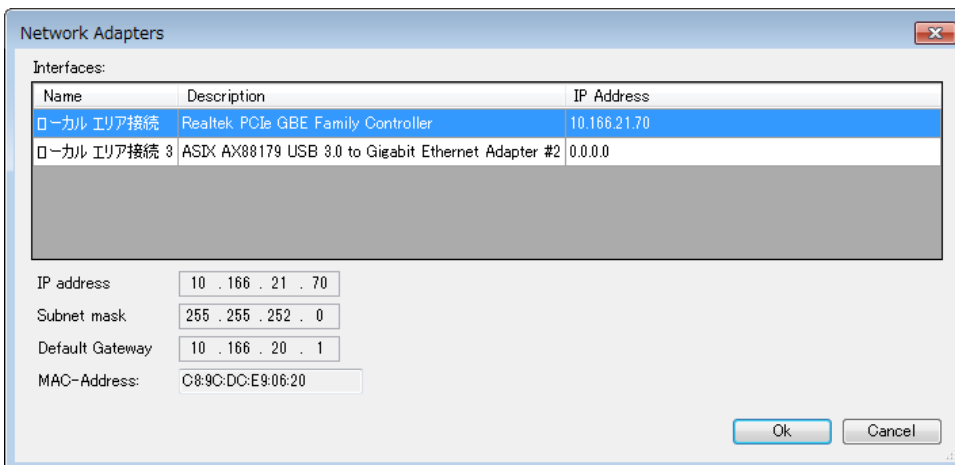 Network Adapters
Interfaces:
Name Description IP Address
ローカル エリア接続 Realtek PCIe GBE Family Controller 10.166.21.70
ローカル エリア接続 3 ASIX AX88179 USB 3.0 to Gigabit Ethernet Adapter #2 0.0.0.0
IP address 10 . 166 . 21 . 70
Subnet mask 255 . 255 . 252 . 0
Default Gateway 10 . 166 . 20 . 1
MAC-Address: C8:9C:DC:E9:06:20
Ok Cancel